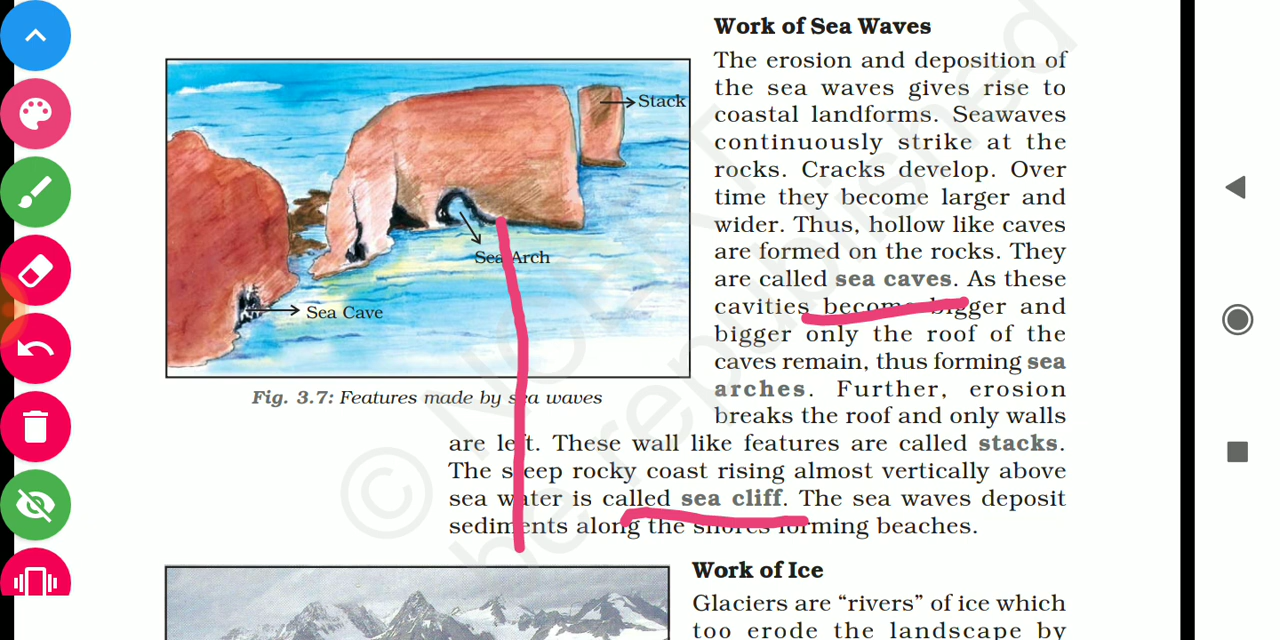 Work of Sea Waves
The erosion and deposition of
the sea waves gives rise to
coastal landforms. Seawaves
continuously strike at the
rocks. Cracks develop. Over
time they become larger and
wider. Thus, hollow like caves
are formed on the rocks. They
are called sea caves. As these
cavities become bigger and
bigger only the roof of the
caves remain, thus forming sea
arches. Further, erosion
breaks the roof and only walls
are left. These wall like features are called stacks.
The steep rocky coast rising almost vertically above
sea water is called sea cliff. The sea waves deposit
sediments along the shores forming beaches.
Stack
Sea Arch
Sea Cave
Fig. 3.7: Features made by sea waves
Work of Ice
Glaciers are “rivers” of ice which
too erode the landscape by
be republished